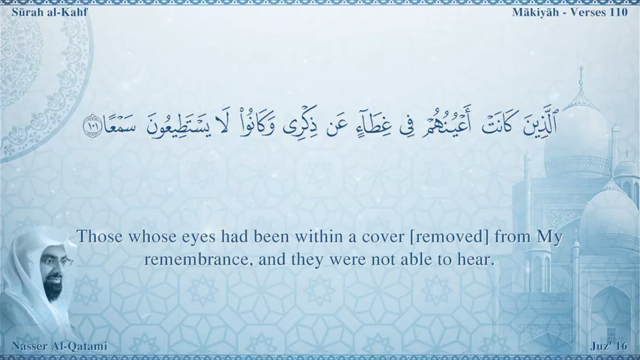 Sūrah al-Kahf
Mākiyāh - Verses 110
ٱلَّذِينَ كَانَتْ أَعْيُنُهُمْ فِى غِطَآءٍ عَن ذِكْرِى وَكَانُوا۟ لَا يَسْتَطِيعُونَ سَمْعًا ١٠١
Those whose eyes had been within a cover [removed] from My
remembrance, and they were not able to hear.
Nasser Al-Qatami
Juz' 16